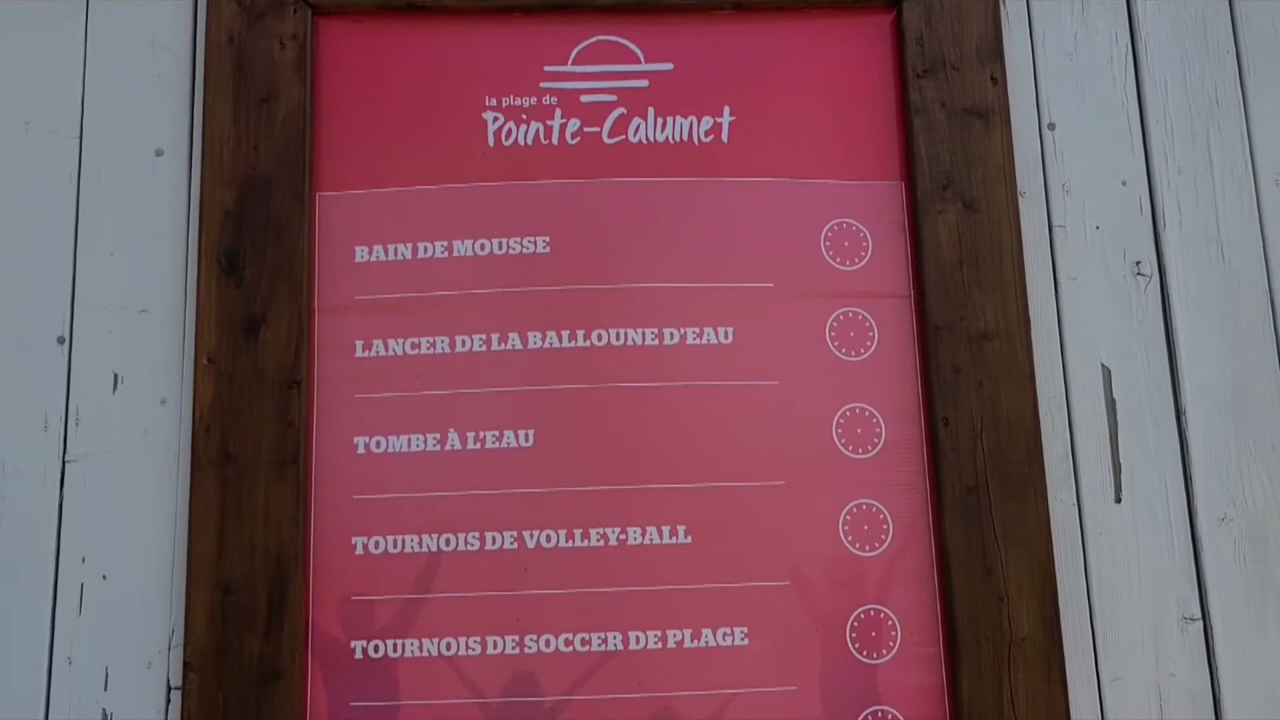 la plage de
Pointe-Calumet
BAIN DE MOUSSE
LANCER DE LA BALLOUNE D'EAU
TOMBE À L'EAU
TOURNOIS DE VOLLEY-BALL
TOURNOIS DE SOCCER DE PLAGE